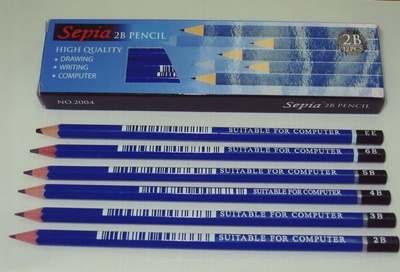 Sepia 2B PENCIL
HIGH QUALITY
• DRAWING
• WRITING
• COMPUTER
NO.2004
2B
12PCS
Sepia 2B PENCIL
SUITABLE FOR COMPUTER EE
SUITABLE FOR COMPUTER 6B
SUITABLE FOR COMPUTER 5B
SUITABLE FOR COMPUTER 4B
SUITABLE FOR COMPUTER 3B
SUITABLE FOR COMPUTER 2B